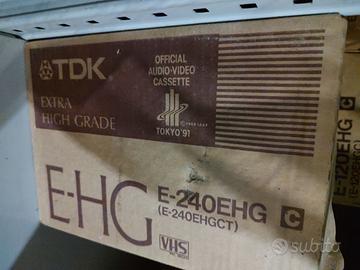 TDK
OFFICIAL
AUDIO-VIDEO
CASSETTE
EXTRA
HIGH GRADE
TOKYO '91
E-HG
E-240EHG C
(E-240EHGCT)
VHS
E-120EHG C
subito